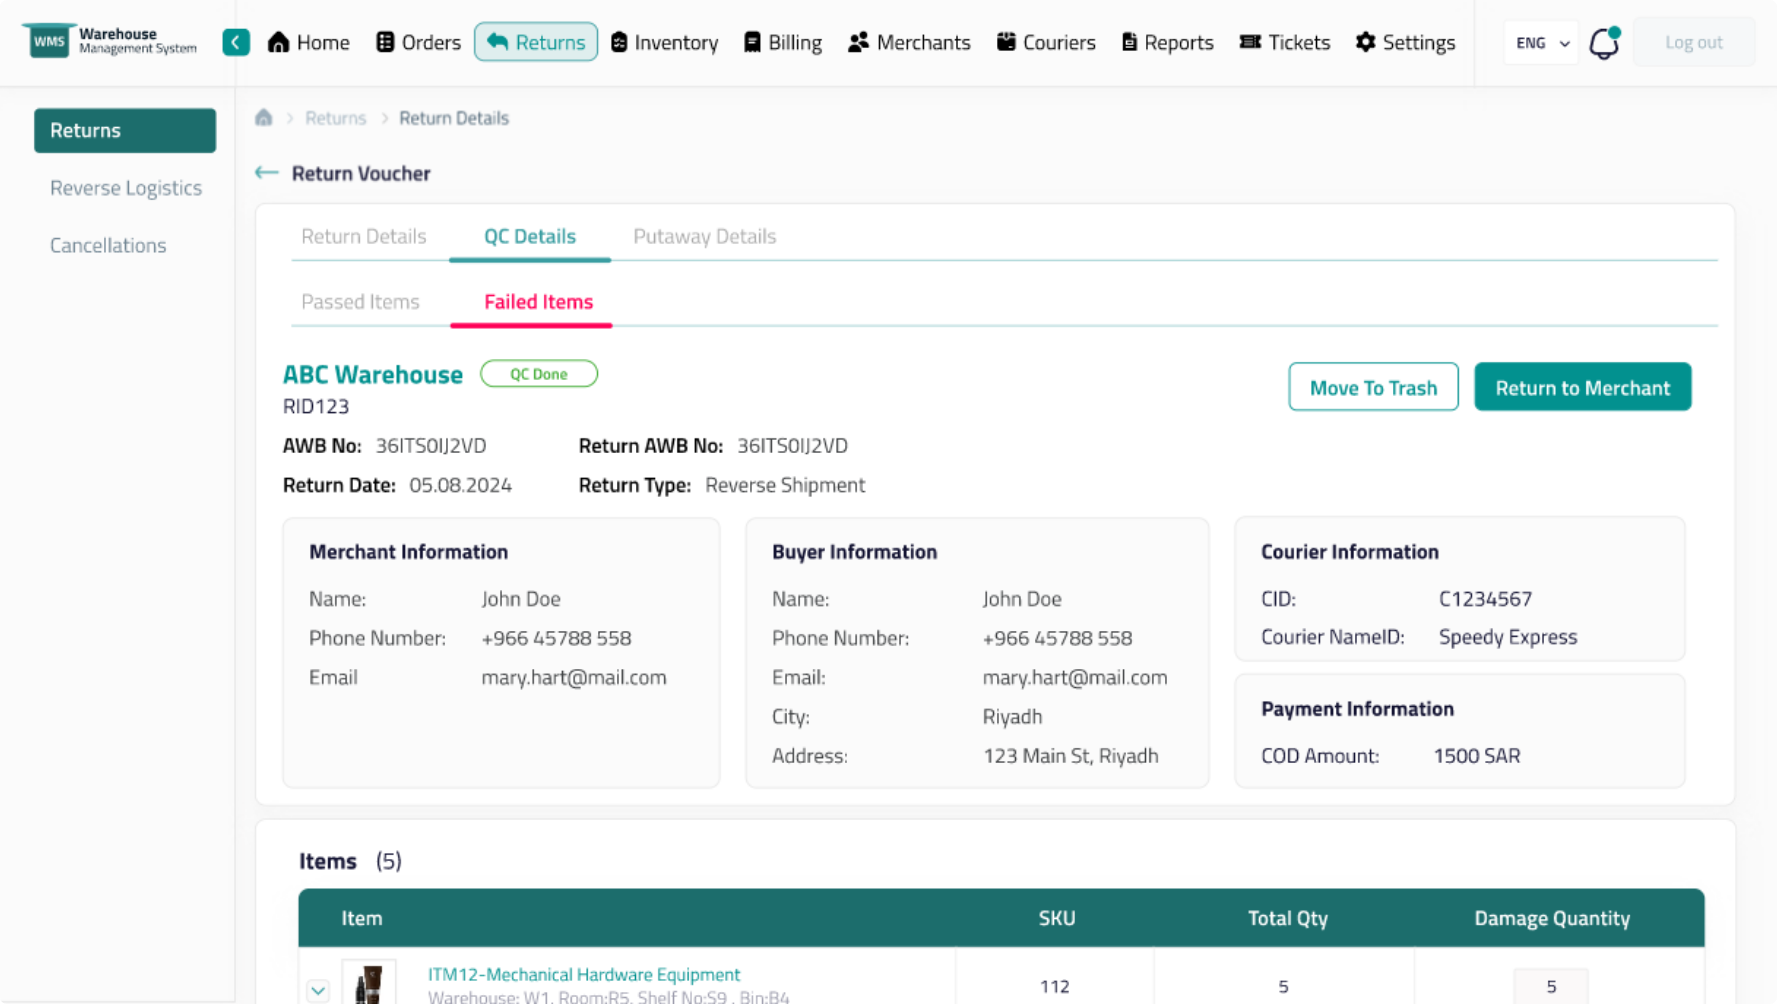 WMS Warehouse
Management System
Home Orders Returns Inventory Billing Merchants Couriers Reports Tickets Settings ENG Log out
Returns
Reverse Logistics
Cancellations
Returns Return Details
Return Voucher
Return Details QC Details Putaway Details
Passed Items Failed Items
ABC Warehouse QC Done
RID123
Move To Trash Return to Merchant
AWB No: 36ITS0IJ2VD Return AWB No: 36ITS0IJ2VD
Return Date: 05.08.2024 Return Type: Reverse Shipment
Merchant Information
Name: John Doe
Phone Number: +966 45788 558
Email mary.hart@mail.com
Buyer Information
Name: John Doe
Phone Number: +966 45788 558
Email: mary.hart@mail.com
City: Riyadh
Address: 123 Main St, Riyadh
Courier Information
CID: C1234567
Courier NameID: Speedy Express
Payment Information
COD Amount: 1500 SAR
Items (5)
Item SKU Total Qty Damage Quantity
ITM12-Mechanical Hardware Equipment 112 5 5
Warehouse: W1, Room:R5, Shelf No:S9 , Bin:B4